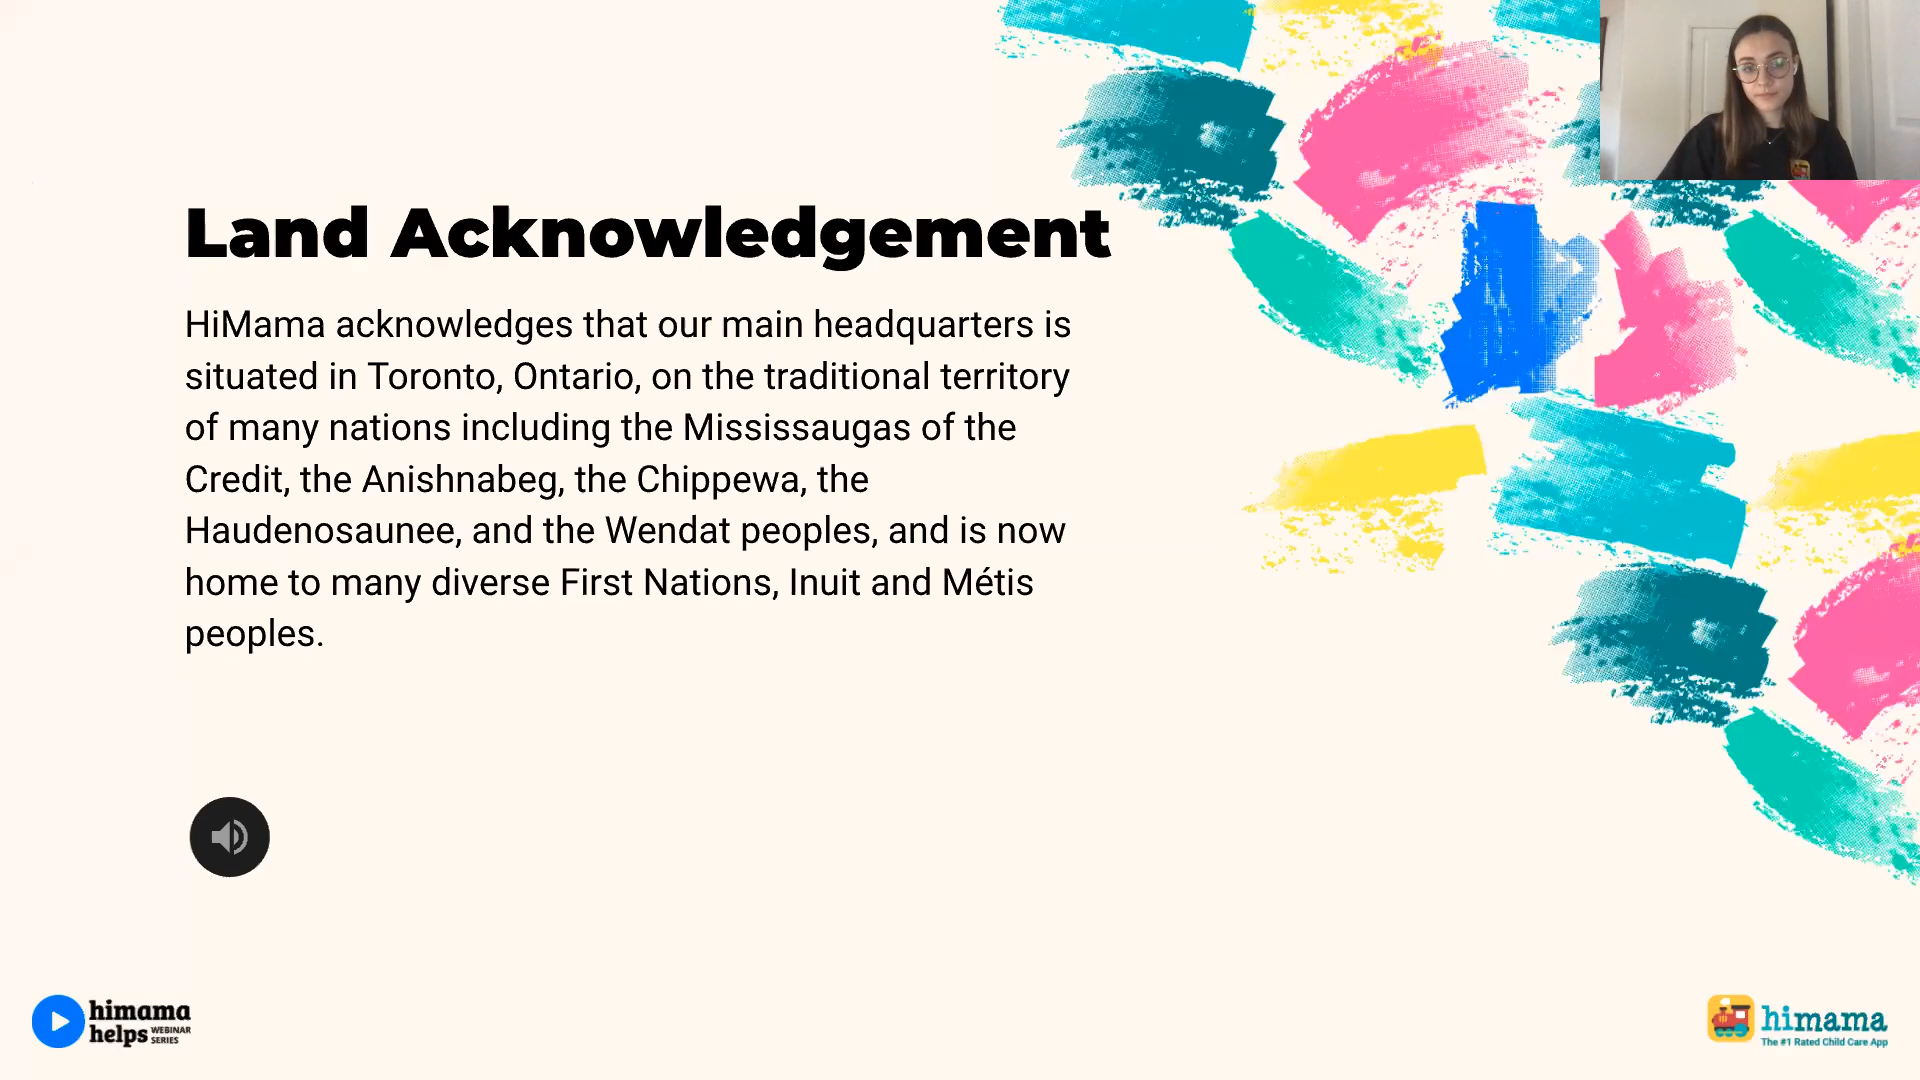 Land Acknowledgement
HiMama acknowledges that our main headquarters is
situated in Toronto, Ontario, on the traditional territory
of many nations including the Mississaugas of the
Credit, the Anishnabeg, the Chippewa, the
Haudenosaunee, and the Wendat peoples, and is now
home to many diverse First Nations, Inuit and Métis
peoples.
himama
helps WEBINAR SERIES
himama
The #1 Rated Child Care App